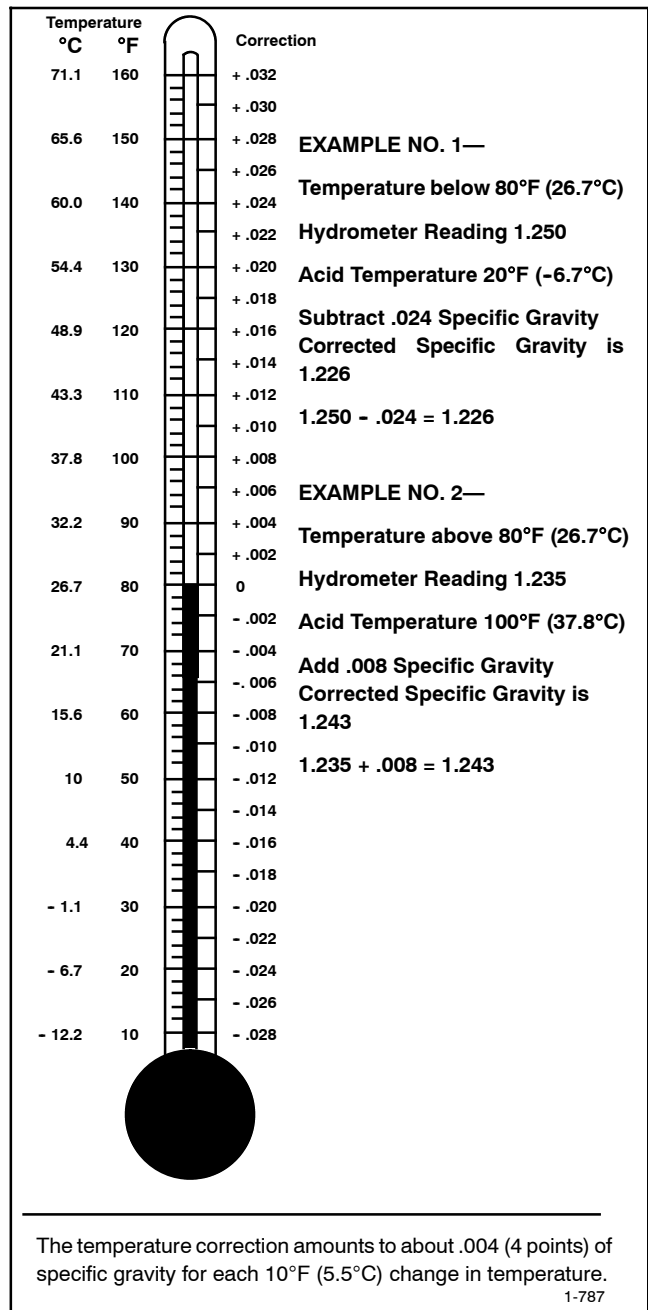 Temperature
°C °F Correction
71.1 160 + .032
+ .030
65.6 150 + .028
+ .026
60.0 140 + .024
+ .022
54.4 130 + .020
+ .018
48.9 120 + .016
+ .014
43.3 110 + .012
+ .010
37.8 100 + .008
+ .006
32.2 90 + .004
+ .002
26.7 80 0
- .002
21.1 70 - .004
-. 006
15.6 60 - .008
- .010
10 50 - .012
- .014
4.4 40 - .016
- .018
- 1.1 30 - .020
- .022
- 6.7 20 - .024
- .026
- 12.2 10 - .028
EXAMPLE NO. 1—
Temperature below 80°F (26.7°C)
Hydrometer Reading 1.250
Acid Temperature 20°F (-6.7°C)
Subtract .024 Specific Gravity
Corrected Specific Gravity is
1.226
1.250 - .024 = 1.226
EXAMPLE NO. 2—
Temperature above 80°F (26.7°C)
Hydrometer Reading 1.235
Acid Temperature 100°F (37.8°C)
Add .008 Specific Gravity
Corrected Specific Gravity is
1.243
1.235 + .008 = 1.243
The temperature correction amounts to about .004 (4 points) of
specific gravity for each 10°F (5.5°C) change in temperature.
1-787